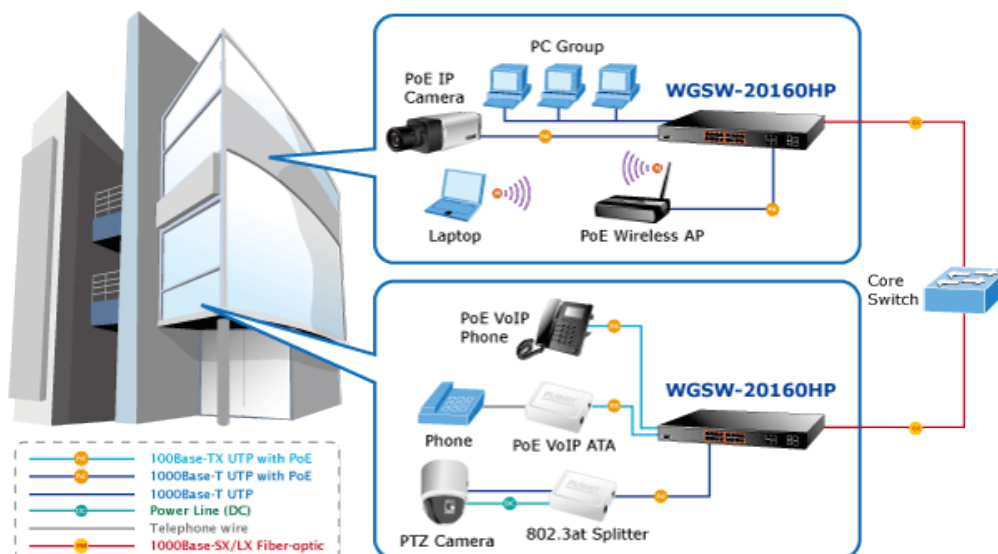 PC Group
PoE IP
Camera
WGSW-20160HP
Laptop
PoE Wireless AP
Core
Switch
PoE VoIP
Phone
WGSW-20160HP
Phone
PoE VoIP ATA
PTZ Camera
802.3at Splitter
100Base-TX UTP with PoE
1000Base-T UTP with PoE
1000Base-T UTP
Power Line (DC)
Telephone wire
1000Base-SX/LX Fiber-optic